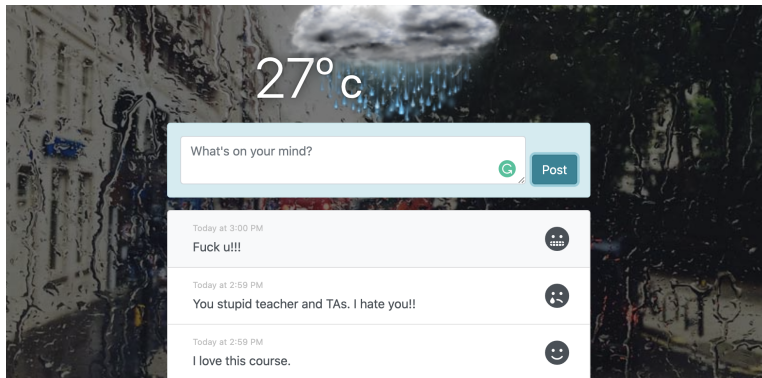 27°c
What's on your mind?
Post
Today at 3:00 PM
Fuck u!!!
Today at 2:59 PM
You stupid teacher and TAs. I hate you!!
Today at 2:59 PM
I love this course.